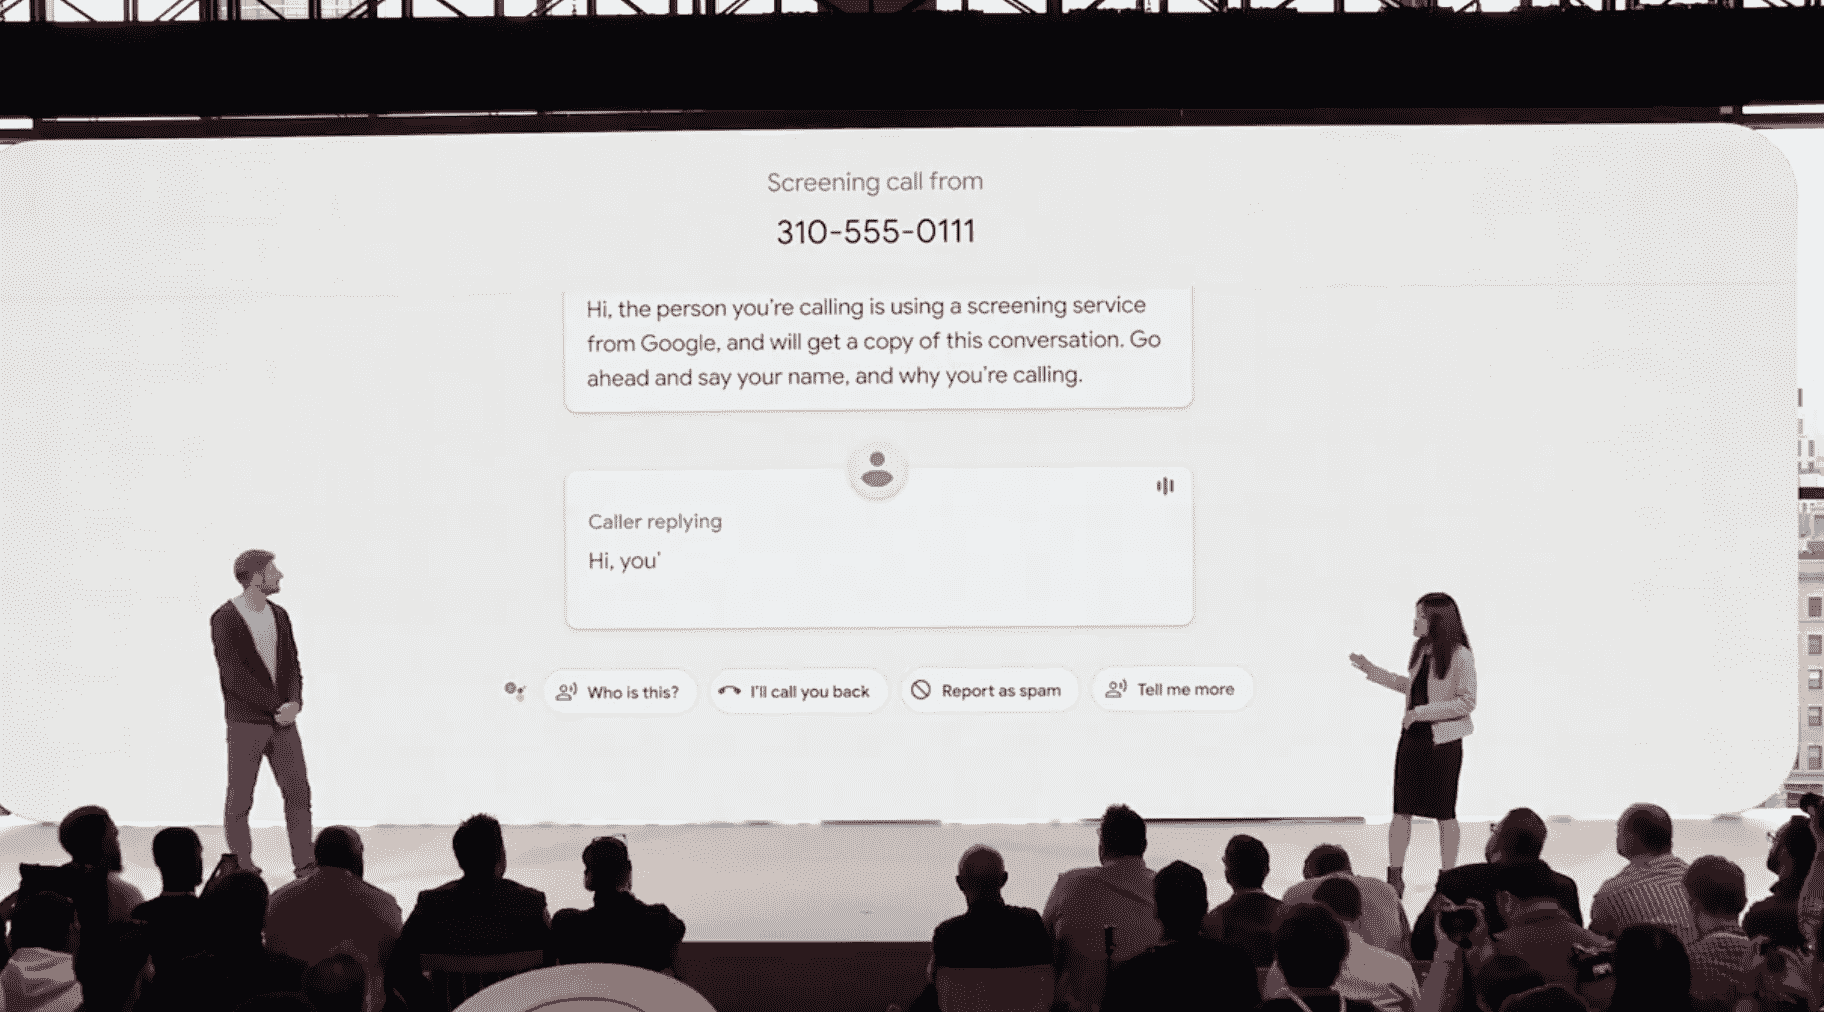 Screening call from
310-555-0111
Hi, the person you're calling is using a screening service
from Google, and will get a copy of this conversation. Go
ahead and say your name, and why you're calling.
Caller replying
Hi, you'
Who is this?
I'll call you back
Report as spam
Tell me more